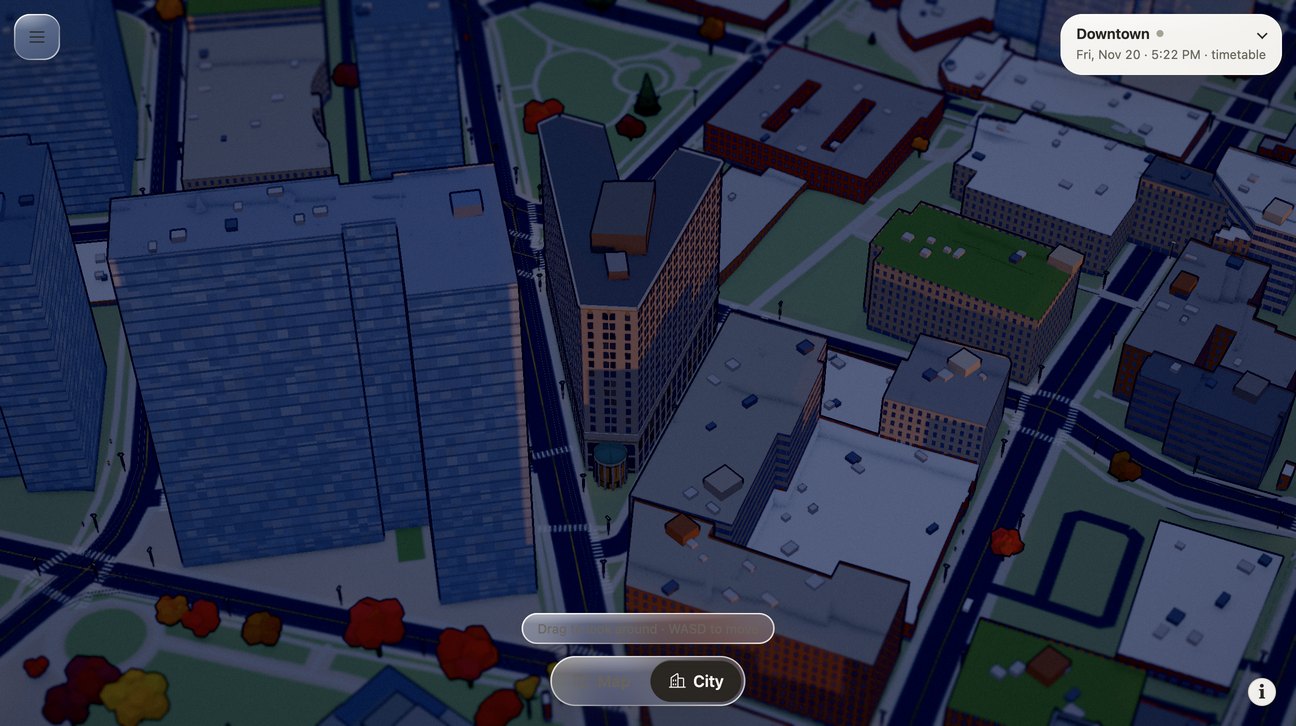 Downtown
Fri, Nov 20 · 5:22 PM · timetable
Drag to look around · WASD to move
Map
City